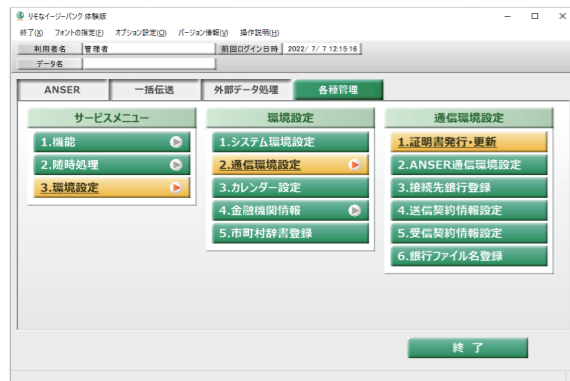 りそなイージーバンク 体験版
終了(X) フォントの指定(F) オプション設定(O) バージョン情報(V) 操作説明(H)
利用者名 管理者 前回ログイン日時 2022/ 7/ 7 12:15:16
データ名
ANSER 一括伝送 外部データ処理 各種管理
サービスメニュー 環境設定 通信環境設定
1.機能 1.システム環境設定 1.証明書発行・更新
2.随時処理 2.通信環境設定 2.ANSER通信環境設定
3.環境設定 3.カレンダー設定 3.接続先銀行登録
4.金融機関情報 4.送信契約情報設定
5.市町村辞書登録 5.受信契約情報設定
6.銀行ファイル名登録
終 了